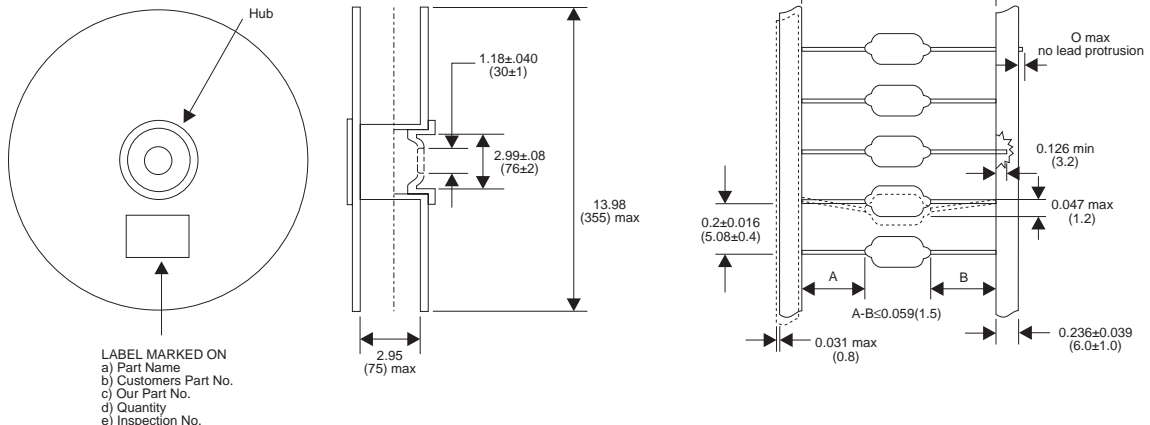 Hub
1.18±.040
(30±1)
2.99±.08
(76±2)
13.98
(355) max
2.95
(75) max
LABEL MARKED ON
a) Part Name
b) Customers Part No.
c) Our Part No.
d) Quantity
e) Inspection No.
O max
no lead protrusion
0.126 min
(3.2)
0.047 max
(1.2)
0.2±0.016
(5.08±0.4)
A
B
A-B≤0.059(1.5)
0.031 max
(0.8)
0.236±0.039
(6.0±1.0)